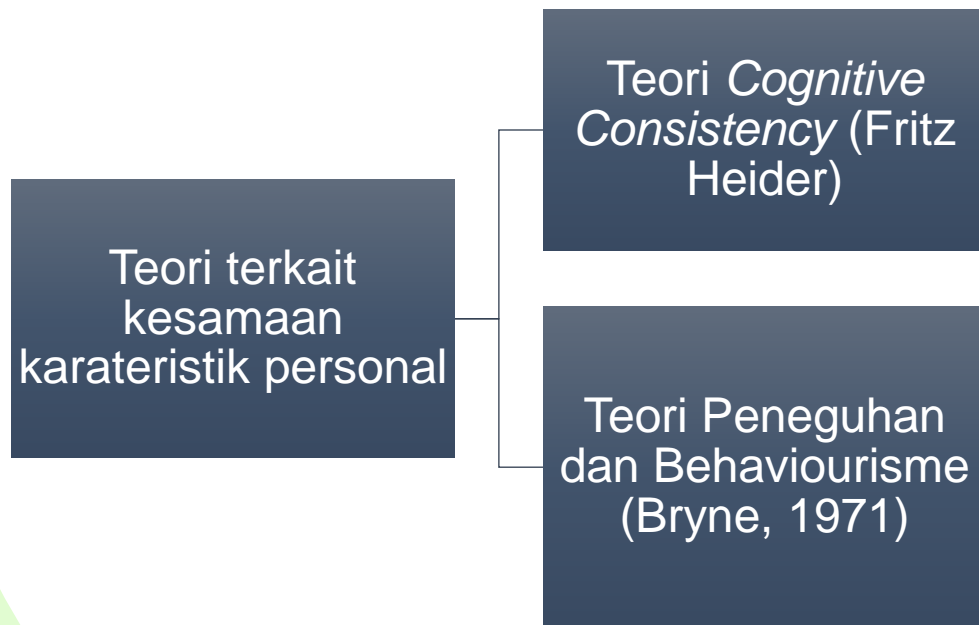 Teori terkait
kesamaan
karateristik personal
Teori Cognitive
Consistency (Fritz
Heider)
Teori Peneguhan
dan Behaviourisme
(Bryne, 1971)